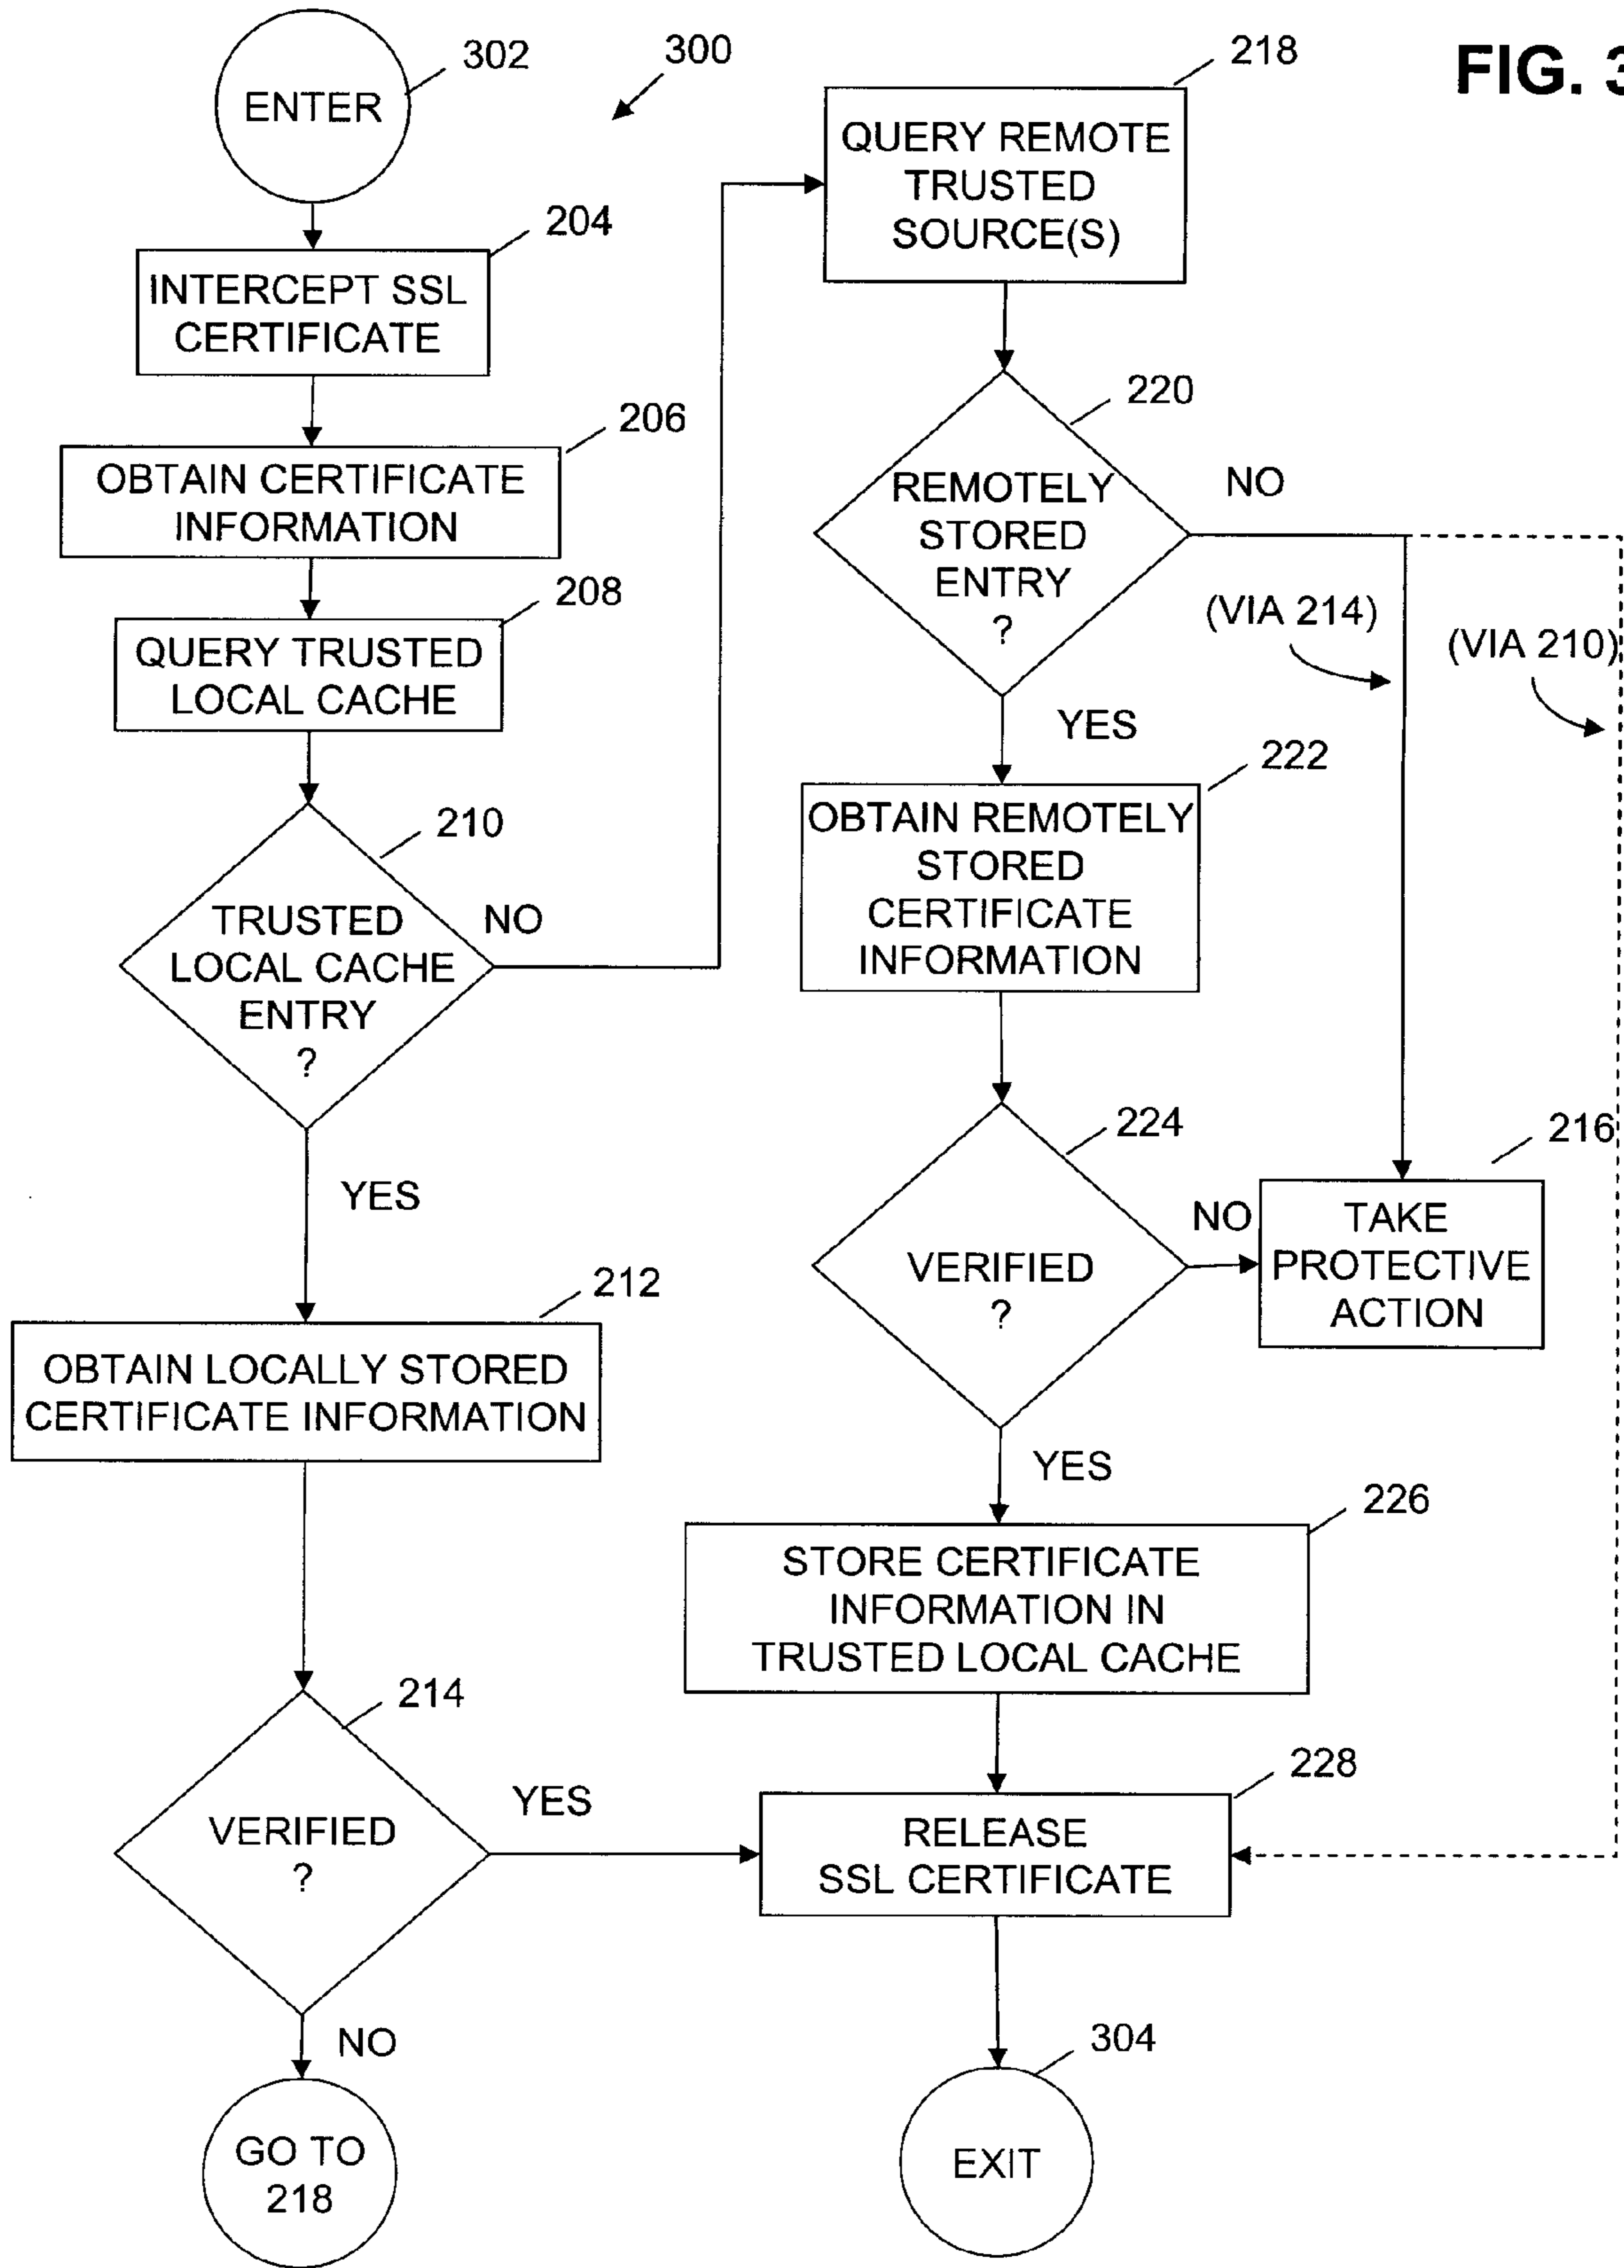 FIG. 3
302
ENTER
300
204
INTERCEPT SSL
CERTIFICATE
206
OBTAIN CERTIFICATE
INFORMATION
208
QUERY TRUSTED
LOCAL CACHE
210
TRUSTED
LOCAL CACHE
ENTRY
?
NO
YES
212
OBTAIN LOCALLY STORED
CERTIFICATE INFORMATION
214
VERIFIED
?
YES
NO
GO TO
218
218
QUERY REMOTE
TRUSTED
SOURCE(S)
220
REMOTELY
STORED
ENTRY
?
NO
(VIA 214)
(VIA 210)
YES
222
OBTAIN REMOTELY
STORED
CERTIFICATE
INFORMATION
224
VERIFIED
?
NO
216
TAKE
PROTECTIVE
ACTION
YES
226
STORE CERTIFICATE
INFORMATION IN
TRUSTED LOCAL CACHE
228
RELEASE
SSL CERTIFICATE
304
EXIT